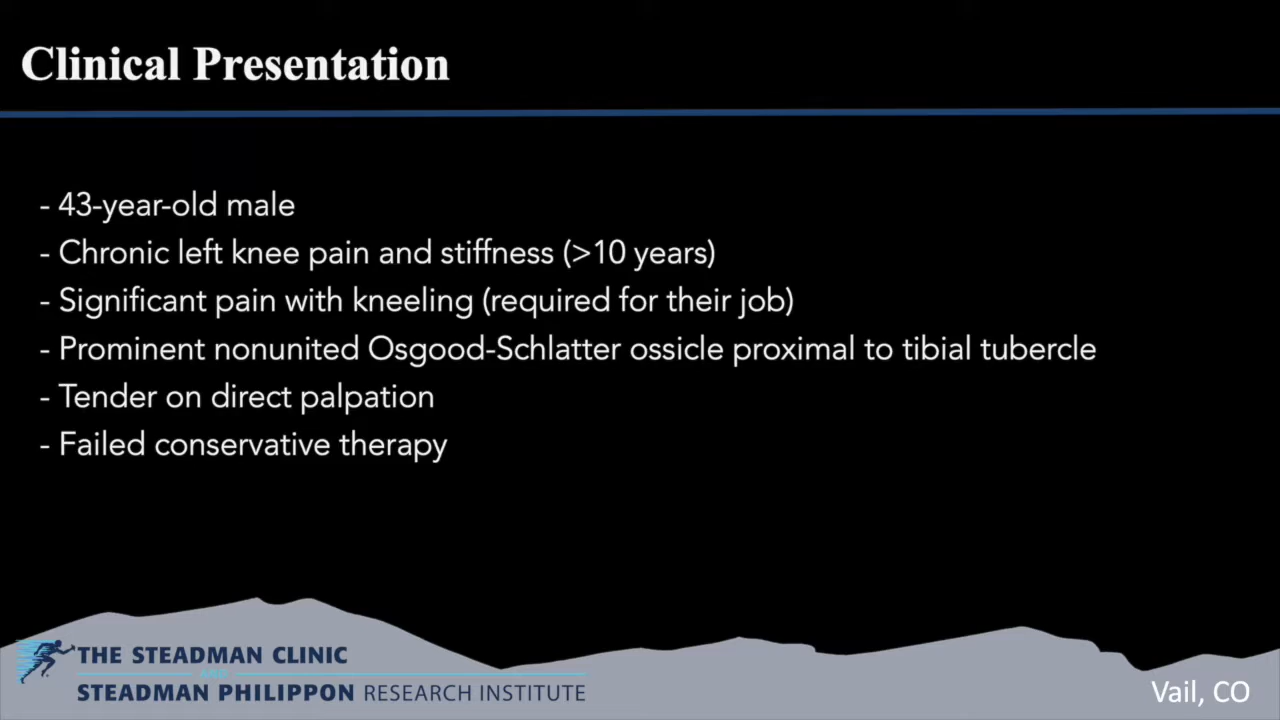 Clinical Presentation
- 43-year-old male
- Chronic left knee pain and stiffness (>10 years)
- Significant pain with kneeling (required for their job)
- Prominent nonunited Osgood-Schlatter ossicle proximal to tibial tubercle
- Tender on direct palpation
- Failed conservative therapy
THE STEADMAN CLINIC
AND
STEADMAN PHILIPPON RESEARCH INSTITUTE
Vail, CO